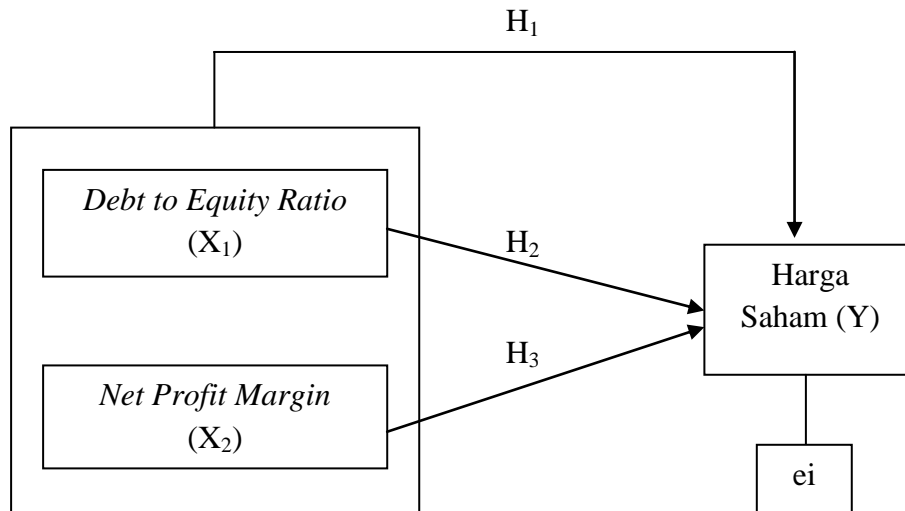 H₁
Debt to Equity Ratio
(X₁)
H₂
Harga
Saham (Y)
H₃
Net Profit Margin
(X₂)
ei